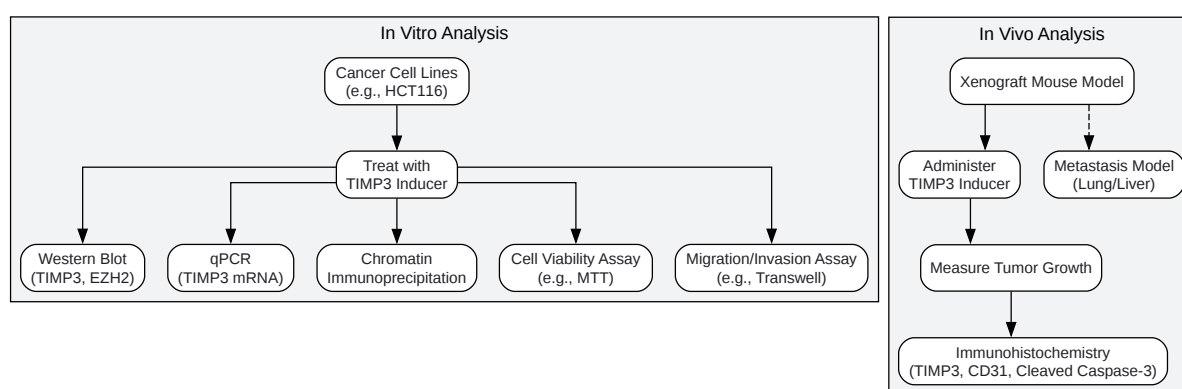 In Vitro Analysis
Cancer Cell Lines
(e.g., HCT116)
Treat with
TIMP3 Inducer
Western Blot
(TIMP3, EZH2)
qPCR
(TIMP3 mRNA)
Chromatin
Immunoprecipitation
Cell Viability Assay
(e.g., MTT)
Migration/Invasion Assay
(e.g., Transwell)
In Vivo Analysis
Xenograft Mouse Model
Administer
TIMP3 Inducer
Metastasis Model
(Lung/Liver)
Measure Tumor Growth
Immunohistochemistry
(TIMP3, CD31, Cleaved Caspase-3)